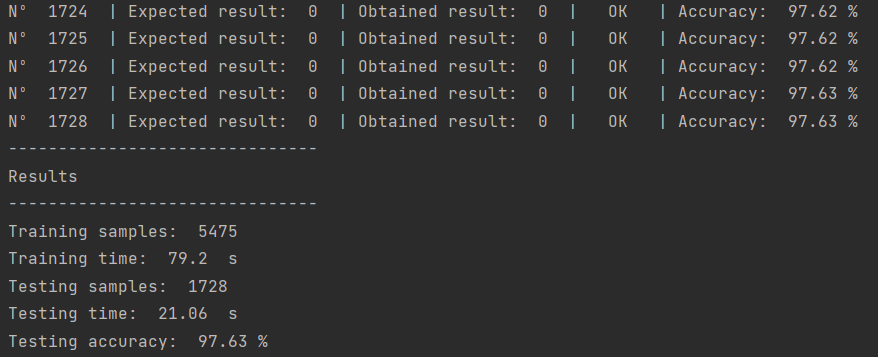 N°  1724  | Expected result:  0  | Obtained result:  0  |   OK   | Accuracy:  97.62 %
N°  1725  | Expected result:  0  | Obtained result:  0  |   OK   | Accuracy:  97.62 %
N°  1726  | Expected result:  0  | Obtained result:  0  |   OK   | Accuracy:  97.62 %
N°  1727  | Expected result:  0  | Obtained result:  0  |   OK   | Accuracy:  97.63 %
N°  1728  | Expected result:  0  | Obtained result:  0  |   OK   | Accuracy:  97.63 %
-------------------------------
Results
-------------------------------
Training samples:  5475
Training time:  79.2  s
Testing samples:  1728
Testing time:  21.06  s
Testing accuracy:  97.63 %